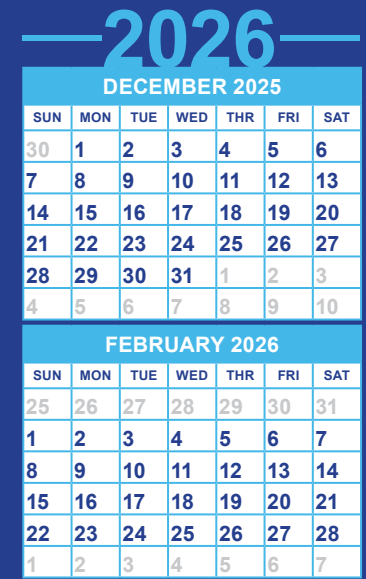 2026
DECEMBER 2025
SUN MON TUE WED THR FRI SAT
30 1 2 3 4 5 6
7 8 9 10 11 12 13
14 15 16 17 18 19 20
21 22 23 24 25 26 27
28 29 30 31 1 2 3
4 5 6 7 8 9 10
FEBRUARY 2026
SUN MON TUE WED THR FRI SAT
25 26 27 28 29 30 31
1 2 3 4 5 6 7
8 9 10 11 12 13 14
15 16 17 18 19 20 21
22 23 24 25 26 27 28
1 2 3 4 5 6 7